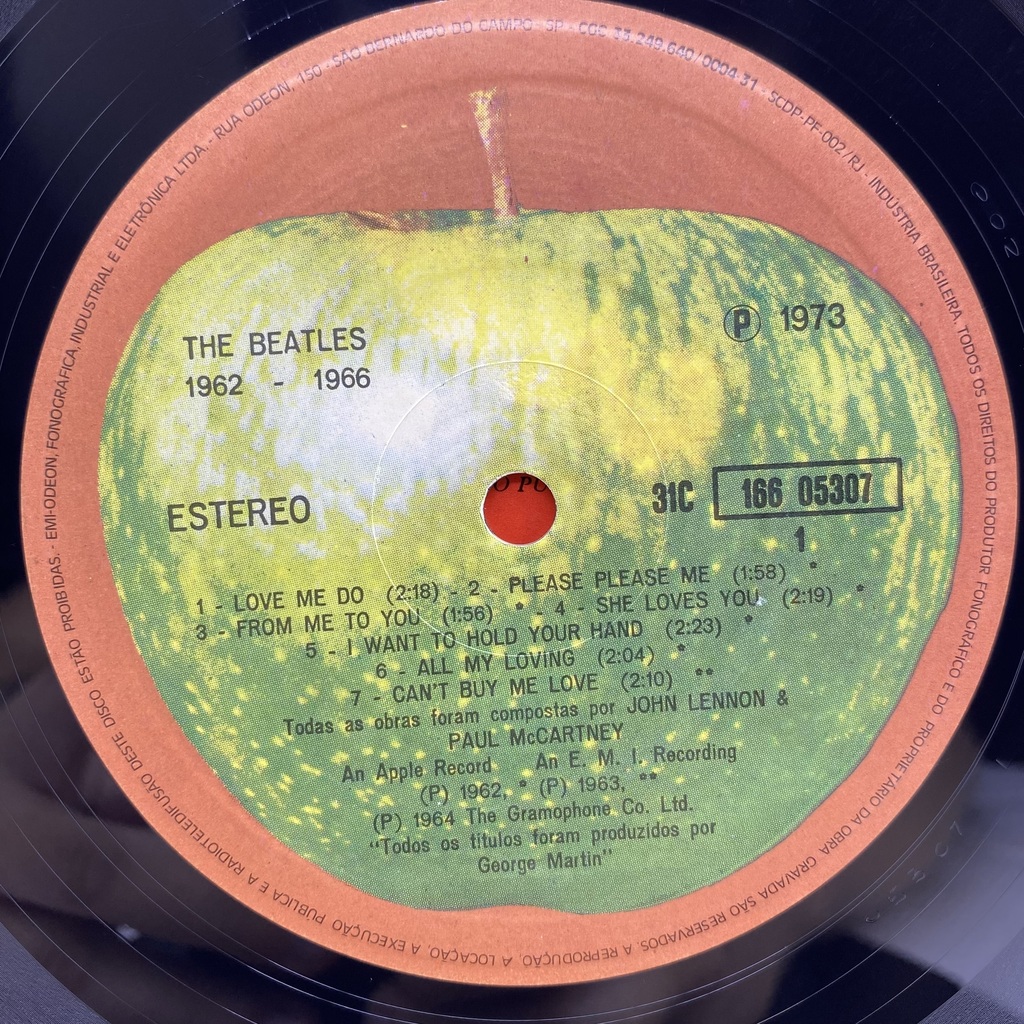 EMI-ODEON, FONOGRÁFICA, INDUSTRIAL E ELETRÔNICA LTDA. - RUA ODEON, 150 - SÃO BERNARDO DO CAMPO, SP - CGC 33.249.640/0004-31 - SCDP-PF-002/RJ - INDÚSTRIA BRASILEIRA. TODOS OS DIREITOS DO PRODUTOR FONOGRÁFICO E DO PROPRIETÁRIO DA OBRA GRAVADA SÃO RESERVADOS. A REPRODUÇÃO, A LOCAÇÃO, A EXECUÇÃO PÚBLICA E A RADIOTELEDIFUSÃO DESTE DISCO ESTÃO PROIBIDAS. -
THE BEATLES
1962 - 1966
Ⓟ 1973
ESTEREO
31C 166 05307
1
1 - LOVE ME DO (2:18) - 2 - PLEASE PLEASE ME (1:58) *
3 - FROM ME TO YOU (1:56) * - 4 - SHE LOVES YOU (2:19) *
5 - I WANT TO HOLD YOUR HAND (2:23) *
6 - ALL MY LOVING (2:04) *
7 - CAN'T BUY ME LOVE (2:10) **
Todas as obras foram compostas por JOHN LENNON &
PAUL McCARTNEY
An Apple Record An E. M. I. Recording
(P) 1962, * (P) 1963, **
(P) 1964 The Gramophone Co. Ltd.
"Todos os títulos foram produzidos por
George Martin"
002